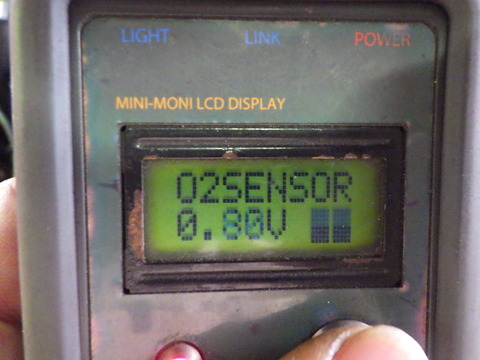 LIGHT LINK POWER
MINI-MONI LCD DISPLAY
O2SENSOR
0.80V